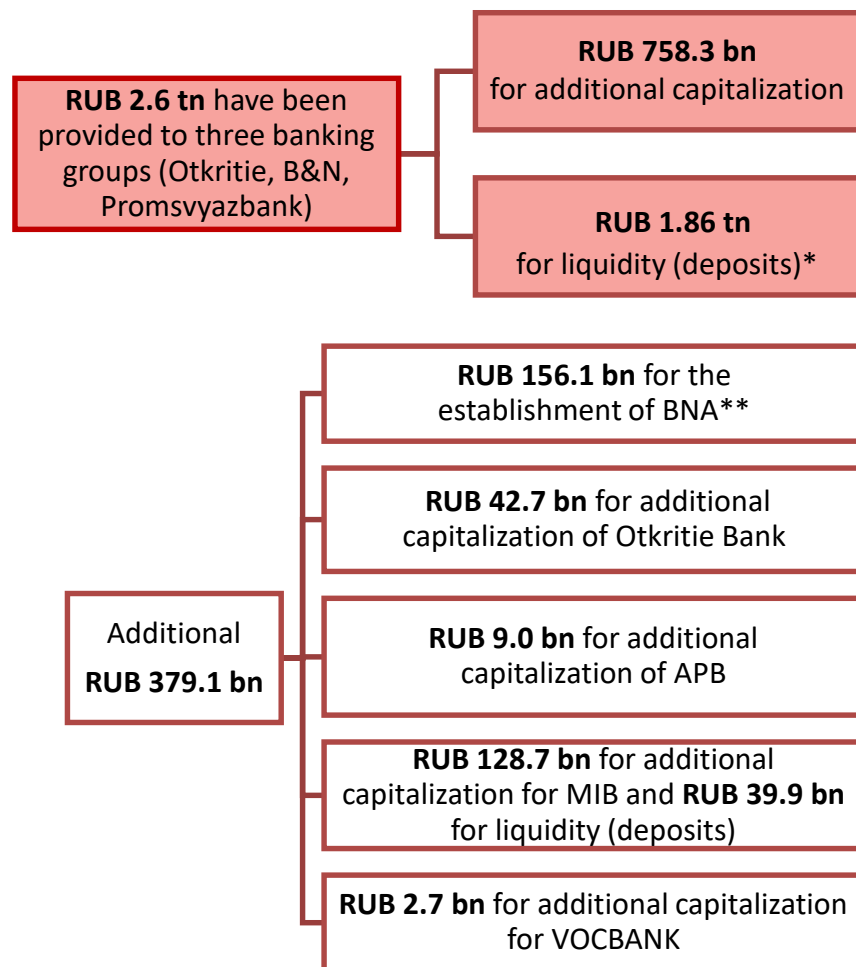 RUB 2.6 tn have been
provided to three banking
groups (Otkritie, B&N,
Promsvyazbank)
RUB 758.3 bn
for additional capitalization
RUB 1.86 tn
for liquidity (deposits)*
Additional
RUB 379.1 bn
RUB 156.1 bn for the
establishment of BNA**
RUB 42.7 bn for additional
capitalization of Otkritie Bank
RUB 9.0 bn for additional
capitalization of APB
RUB 128.7 bn for additional
capitalization for MIB and RUB 39.9 bn
for liquidity (deposits)
RUB 2.7 bn for additional capitalization
for VOCBANK